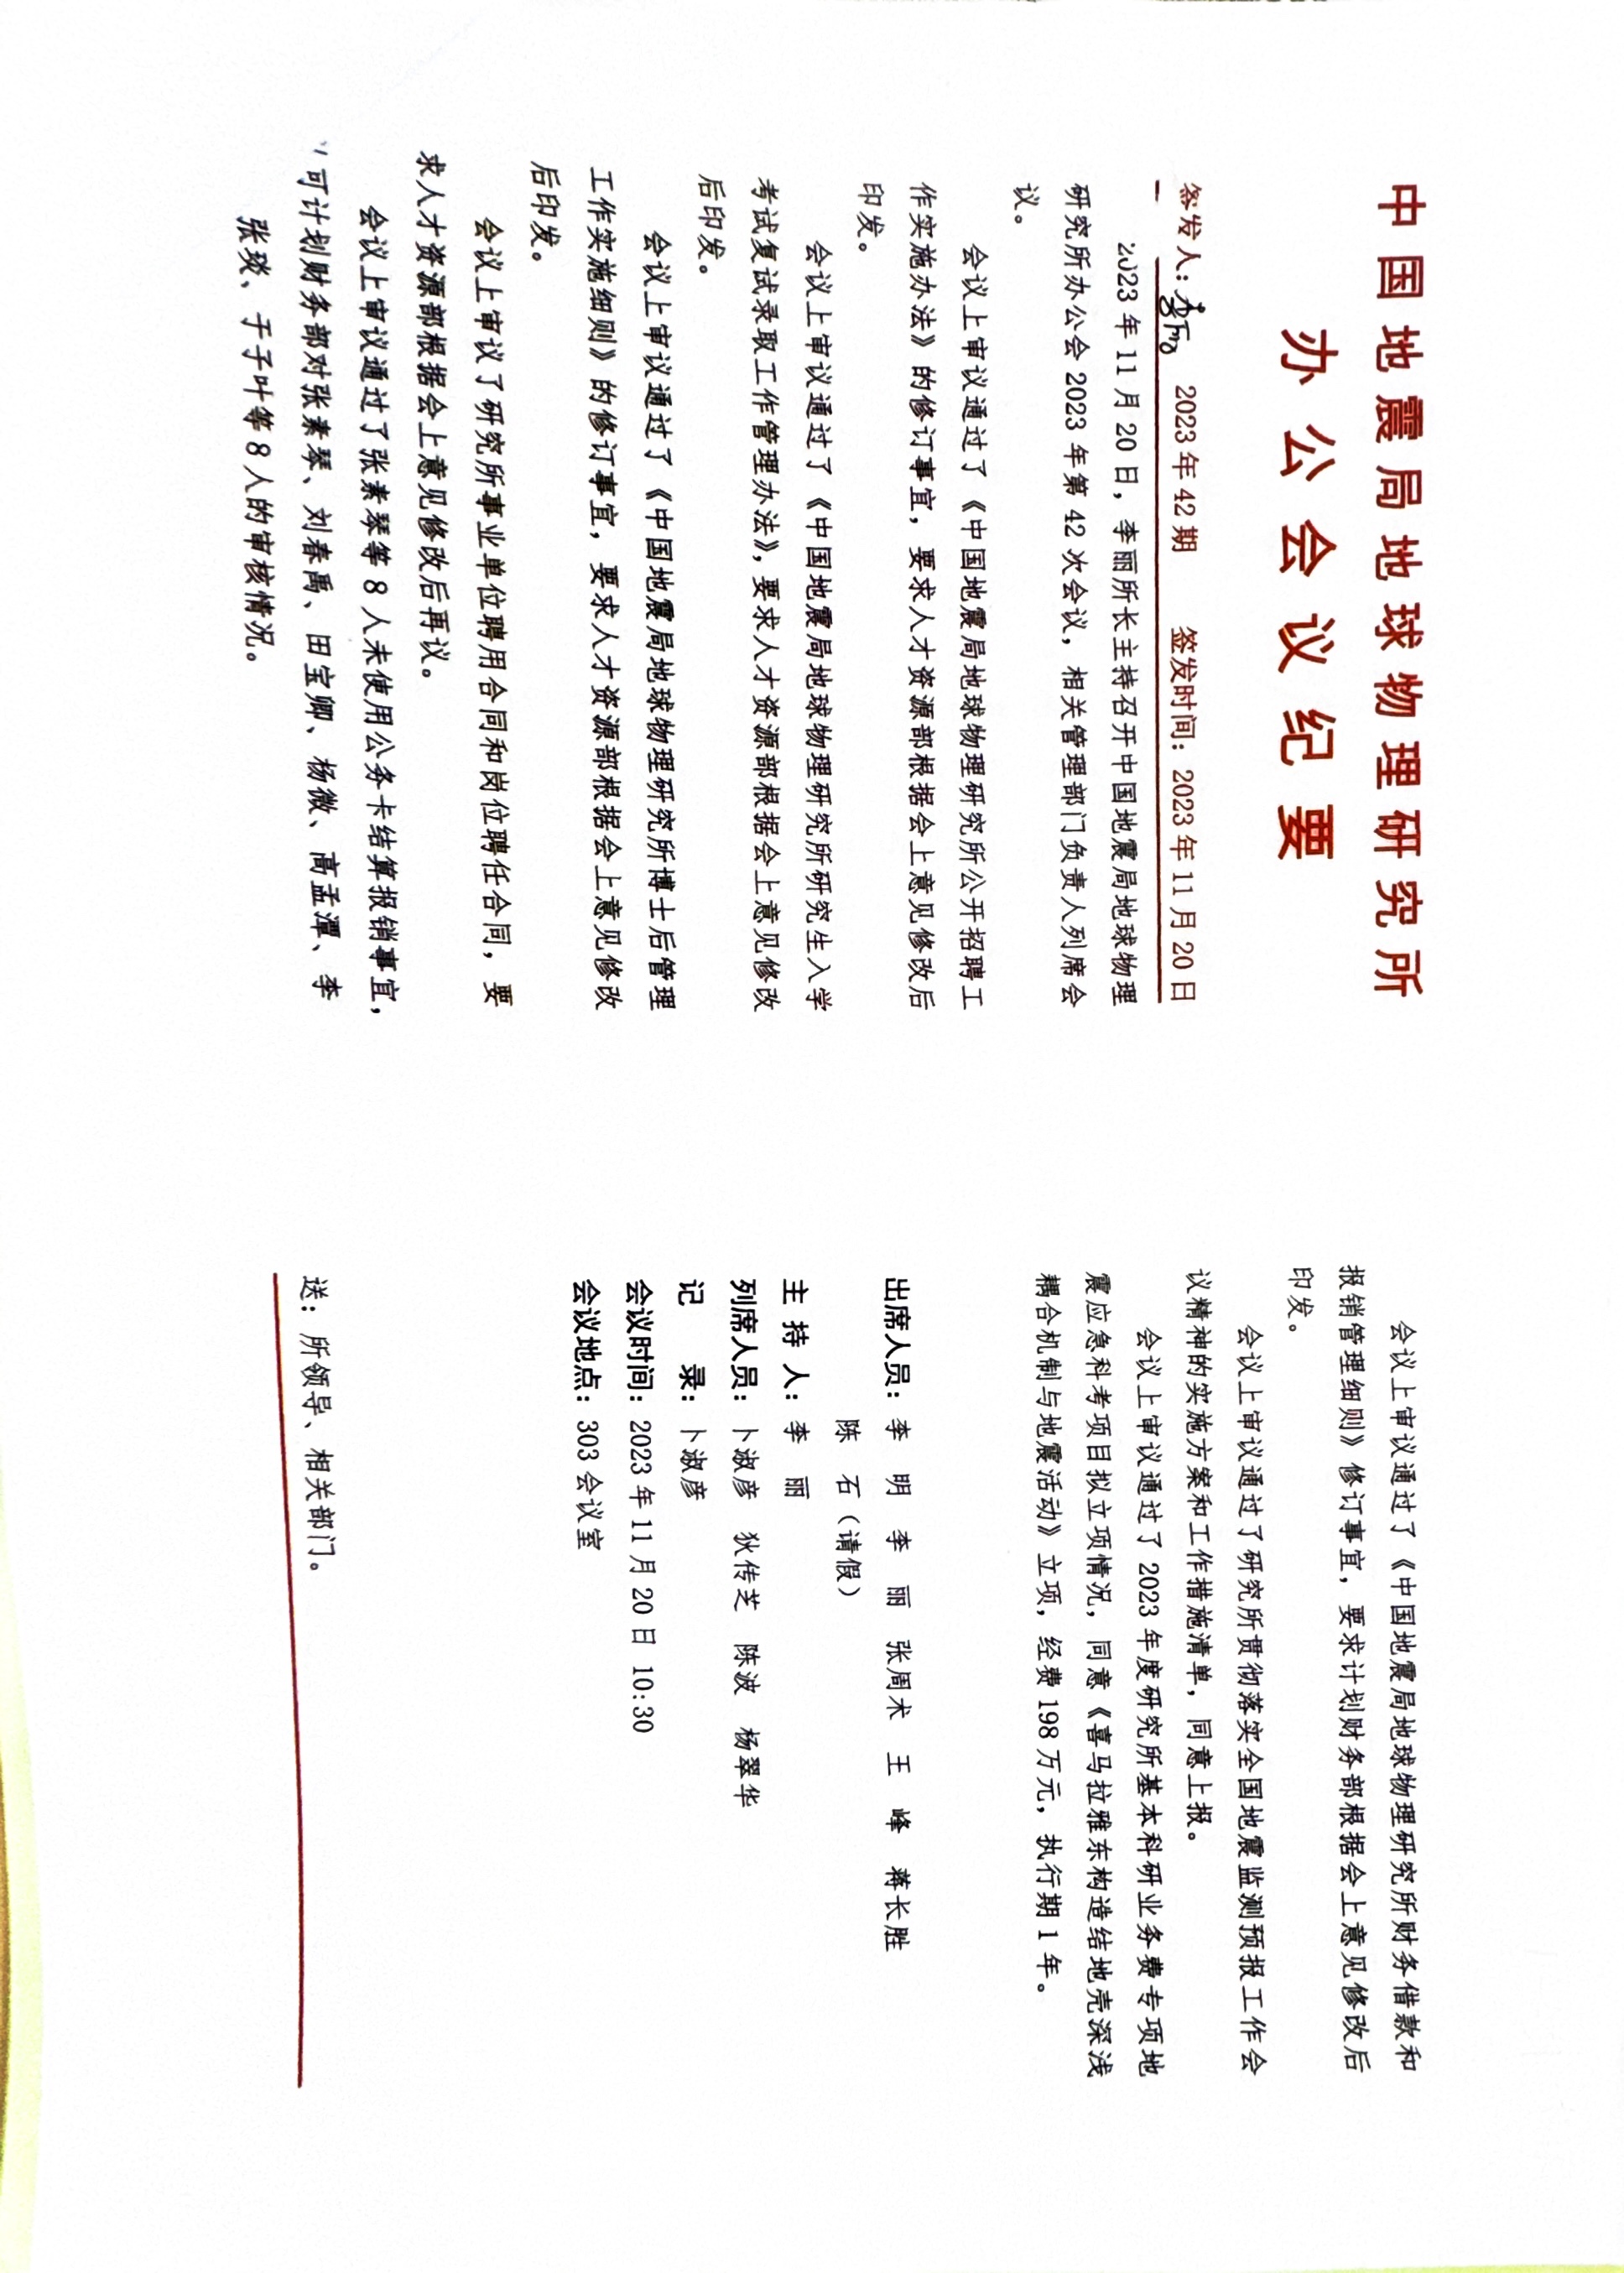 中国地震局地球物理研究所
办公会议纪要
签发人: 2023年42期 签发时间: 2023年11月20日
2023年11月20日，李丽所长主持召开中国地震局地球物理
研究所办公会2023年第42次会议，相关管理部门负责人列席会
议。
会议上审议通过了《中国地震局地球物理研究所公开招聘工
作实施办法》的修订事宜，要求人才资源部根据会上意见修改后
印发。
会议上审议通过了《中国地震局地球物理研究所研究生入学
考试复试录取工作管理办法》，要求人才资源部根据会上意见修改
后印发。
会议上审议通过了《中国地震局地球物理研究所博士后管理
工作实施细则》的修订事宜，要求人才资源部根据会上意见修改
后印发。
会议上审议了研究所事业单位聘用合同和岗位聘任合同，要
求人才资源部根据会上意见修改后再议。
会议上审议通过了张素琴等8人未使用公务卡结算报销事宜，
可计划财务部对张素琴、刘春禹、田宝卿、杨微、高孟潭、李
张琰、于子叶等8人的审核情况。
会议上审议通过了《中国地震局地球物理研究所财务借款和
报销管理细则》修订事宜，要求计划财务部根据会上意见修改后
印发。
会议上审议通过了研究所贯彻落实全国地震监测预报工作会
议精神的实施方案和工作措施清单，同意上报。
会议上审议通过了2023年度研究所基本科研业务费专项地
震应急科考项目拟立项情况，同意《喜马拉雅东构造结地壳深浅
耦合机制与地震活动》立项，经费198万元，执行期1年。
出席人员：李 明 李 丽 张周术 王 峰 蒋长胜
陈 石（请假）
主 持 人：李 丽
列席人员：卜淑彦 狄传芝 陈波 杨翠华
记 录：卜淑彦
会议时间：2023年11月20日 10:30
会议地点：303会议室
送：所领导、相关部门。